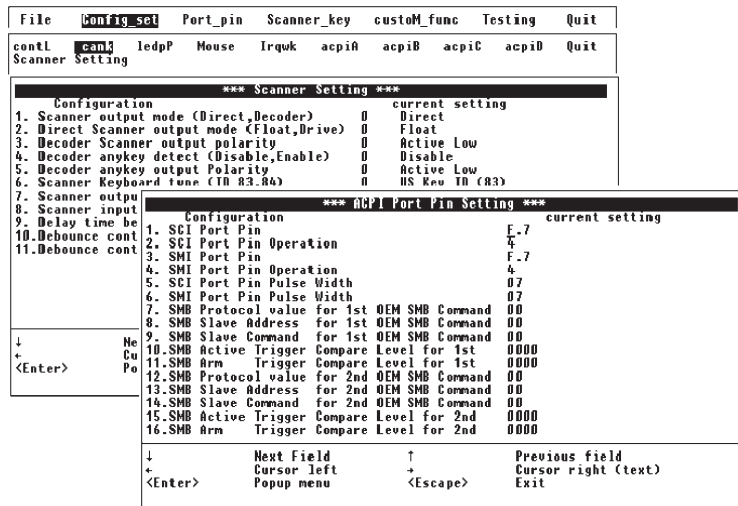 File Config_set Port_pin Scanner_key custoM_func Testing Quit
contL cank ledpP Mouse Irqwk acpiA acpiB acpiC acpiD Quit
Scanner Setting
*** Scanner Setting ***
Configuration current setting
1. Scanner output mode (Direct,Decoder) 0 Direct
2. Direct Scanner output mode (Float,Drive) 0 Float
3. Decoder Scanner output polarity 0 Active Low
4. Decoder anykey detect (Disable,Enable) 0 Disable
5. Decoder anykey output Polarity 0 Active Low
6. Scanner Keyboard type (ID 83,84) 0 US Key ID (83)
7. Scanner outpu
8. Scanner input
9. Delay time be
10.Debounce cont
11.Debounce cont
↓ Ne
← Cu
<Enter> Po
*** ACPI Port Pin Setting ***
Configuration current setting
1. SCI Port Pin F.7
2. SCI Port Pin Operation 4
3. SMI Port Pin F.7
4. SMI Port Pin Operation 4
5. SCI Port Pin Pulse Width 07
6. SMI Port Pin Pulse Width 07
7. SMB Protocol value for 1st OEM SMB Command 00
8. SMB Slave Address for 1st OEM SMB Command 00
9. SMB Slave Command for 1st OEM SMB Command 00
10.SMB Active Trigger Compare Level for 1st 0000
11.SMB Arm Trigger Compare Level for 1st 0000
12.SMB Protocol value for 2nd OEM SMB Command 00
13.SMB Slave Address for 2nd OEM SMB Command 00
14.SMB Slave Command for 2nd OEM SMB Command 00
15.SMB Active Trigger Compare Level for 2nd 0000
16.SMB Arm Trigger Compare Level for 2nd 0000
↓ Next Field ↑ Previous field
← Cursor left → Cursor right (text)
<Enter> Popup menu <Escape> Exit